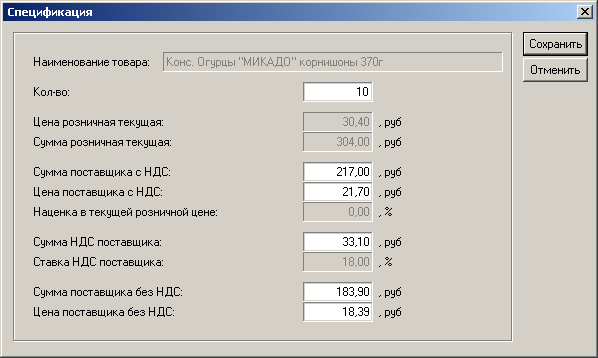 Спецификация
Сохранить
Отменить
Наименование товара: Конс. Огурцы "МИКАДО" корнишоны 370г
Кол-во: 10
Цена розничная текущая: 30,40 , руб
Сумма розничная текущая: 304,00 , руб
Сумма поставщика с НДС: 217,00 , руб
Цена поставщика с НДС: 21,70 , руб
Наценка в текущей розничной цене: 0,00 , %
Сумма НДС поставщика: 33,10 , руб
Ставка НДС поставщика: 18,00 , %
Сумма поставщика без НДС: 183,90 , руб
Цена поставщика без НДС: 18,39 , руб